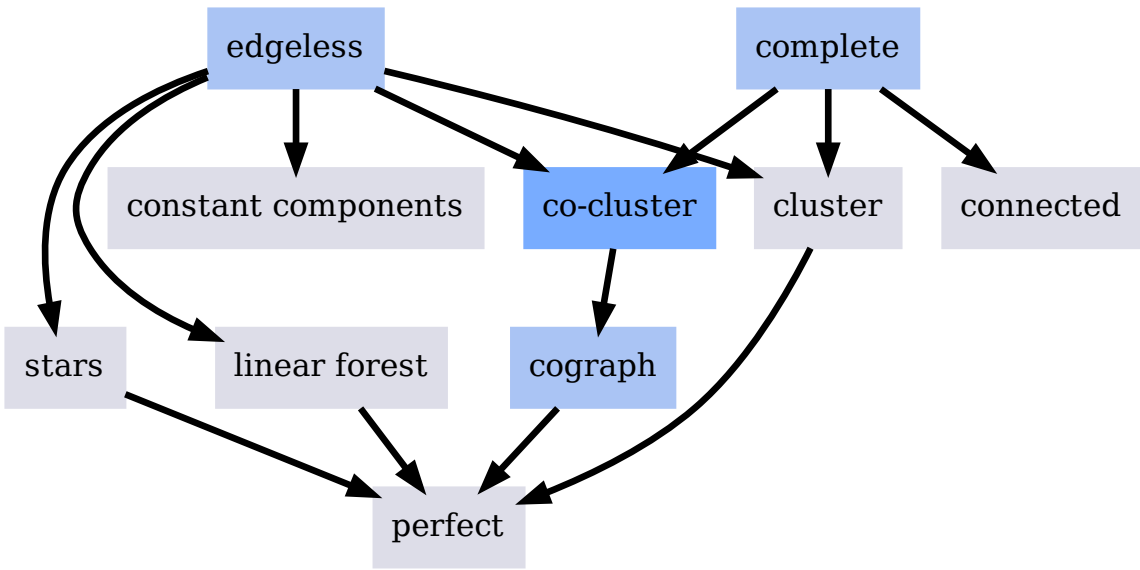 edgeless
complete
constant components
co-cluster
cluster
connected
stars
linear forest
cograph
perfect